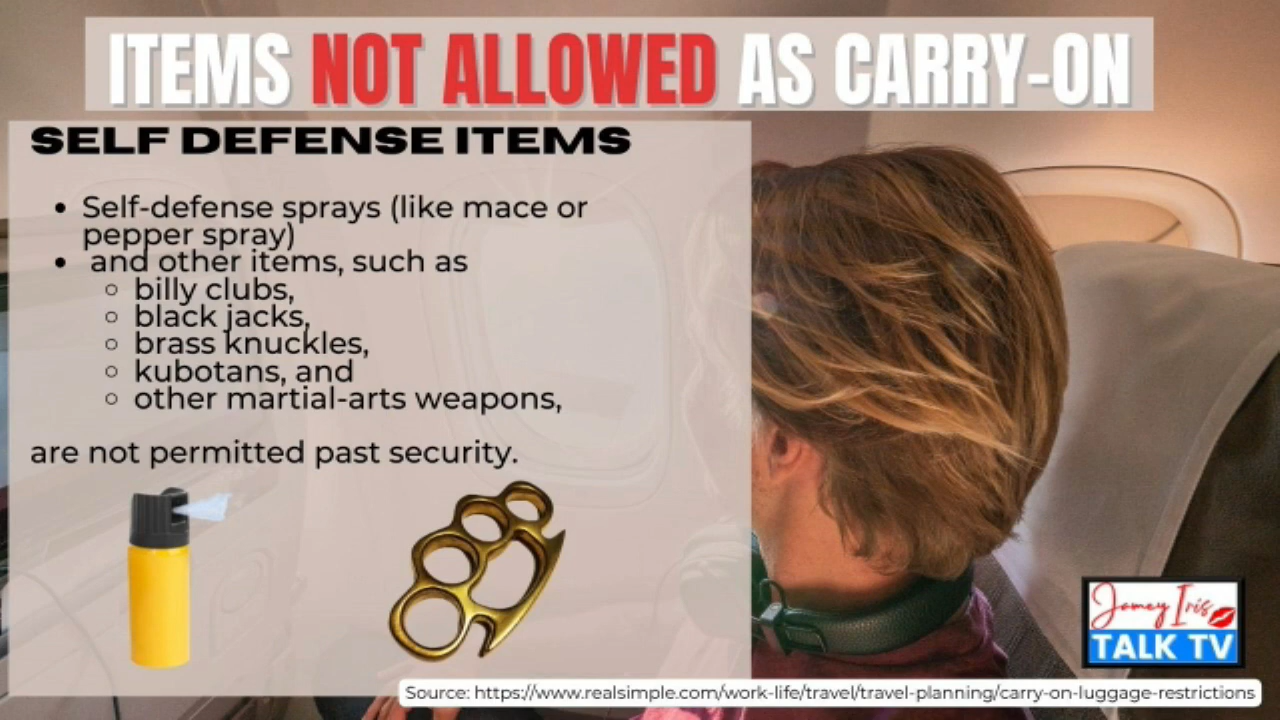 ITEMS NOT ALLOWED AS CARRY-ON
SELF DEFENSE ITEMS
• Self-defense sprays (like mace or
pepper spray)
• and other items, such as
○ billy clubs,
○ black jacks,
○ brass knuckles,
○ kubotans, and
○ other martial-arts weapons,
are not permitted past security.
Jamey Iris
TALK TV
Source: https://www.realsimple.com/work-life/travel/travel-planning/carry-on-luggage-restrictions